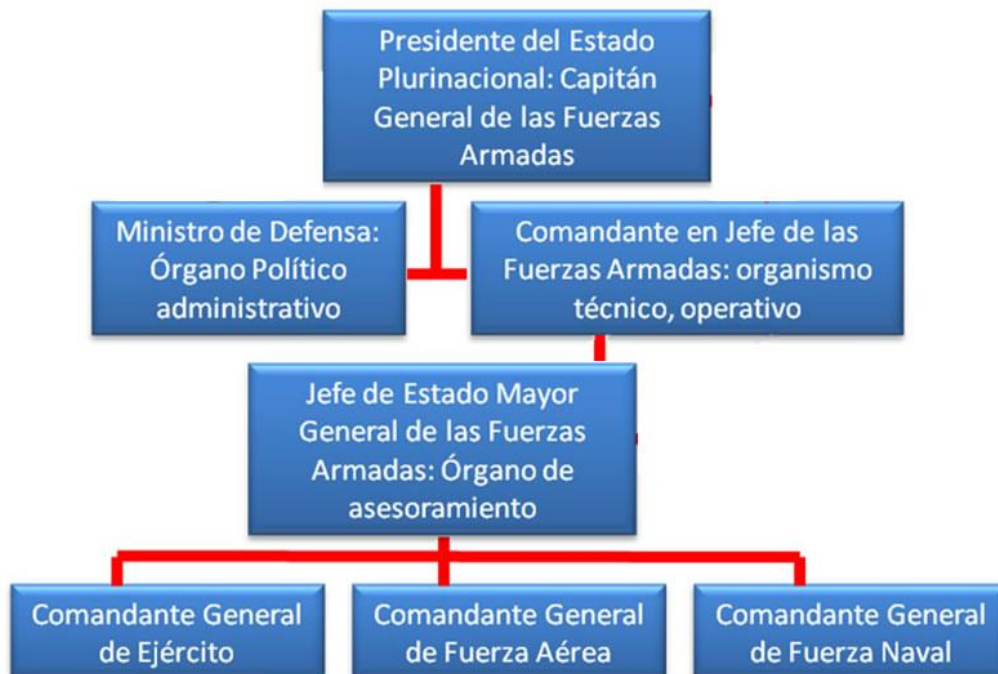 Presidente del Estado
Plurinacional: Capitán
General de las Fuerzas
Armadas
Ministro de Defensa:
Órgano Político
administrativo
Comandante en Jefe de las
Fuerzas Armadas: organismo
técnico, operativo
Jefe de Estado Mayor
General de las Fuerzas
Armadas: Órgano de
asesoramiento
Comandante General
de Ejército
Comandante General
de Fuerza Aérea
Comandante General
de Fuerza Naval